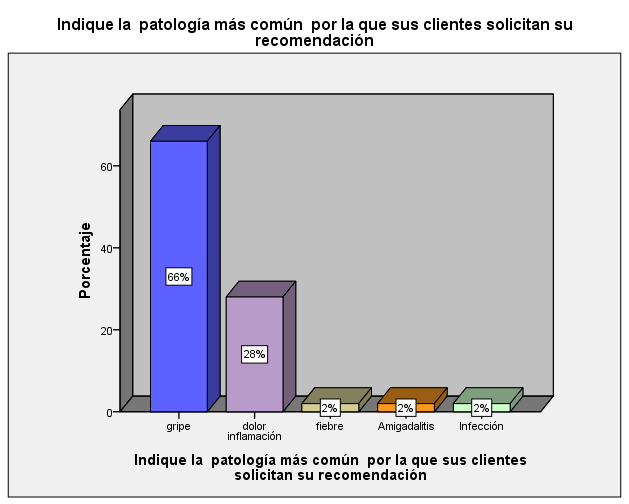 Indique la  patología más común  por la que sus clientes solicitan su
recomendación
Porcentaje
60
40
20
0
66%
28%
2%
2%
2%
gripe
dolor
inflamación
fiebre
Amigadalitis
Infección
Indique la  patología más común  por la que sus clientes
solicitan su recomendación